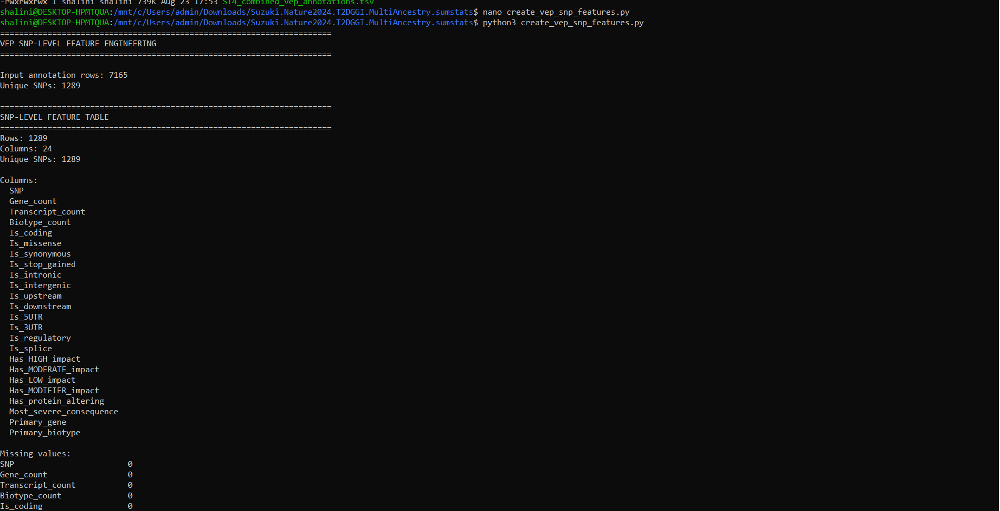 -rwxrwxrwx 1 shalini shalini 739K Aug 23 17:53 ST4_combined_vep_annotations.tsv
shalini@DESKTOP-HPMTQUA:/mnt/c/Users/admin/Downloads/Suzuki.Nature2024.T2DGGI.MultiAncestry.sumstats$ nano create_vep_snp_features.py
shalini@DESKTOP-HPMTQUA:/mnt/c/Users/admin/Downloads/Suzuki.Nature2024.T2DGGI.MultiAncestry.sumstats$ python3 create_vep_snp_features.py
======================================================================
VEP SNP-LEVEL FEATURE ENGINEERING
======================================================================
Input annotation rows: 7165
Unique SNPs: 1289
======================================================================
SNP-LEVEL FEATURE TABLE
======================================================================
Rows: 1289
Columns: 24
Unique SNPs: 1289
Columns:
SNP
Gene_count
Transcript_count
Biotype_count
Is_coding
Is_missense
Is_synonymous
Is_stop_gained
Is_intronic
Is_intergenic
Is_upstream
Is_downstream
Is_5UTR
Is_3UTR
Is_regulatory
Is_splice
Has_HIGH_impact
Has_MODERATE_impact
Has_LOW_impact
Has_MODIFIER_impact
Has_protein_altering
Most_severe_consequence
Primary_gene
Primary_biotype
Missing values:
SNP 0
Gene_count 0
Transcript_count 0
Biotype_count 0
Is_coding 0